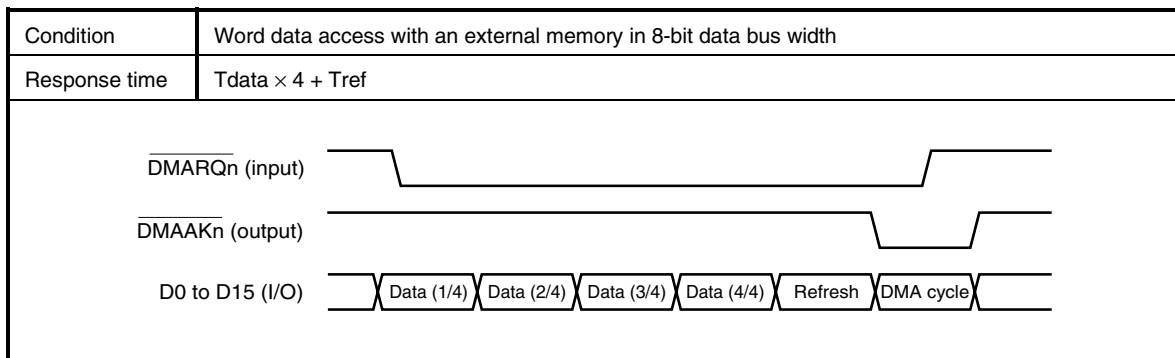 Condition Word data access with an external memory in 8-bit data bus width
Response time Tdata × 4 + Tref
DMARQn (input)
DMAAKn (output)
D0 to D15 (I/O) Data (1/4) Data (2/4) Data (3/4) Data (4/4) Refresh DMA cycle